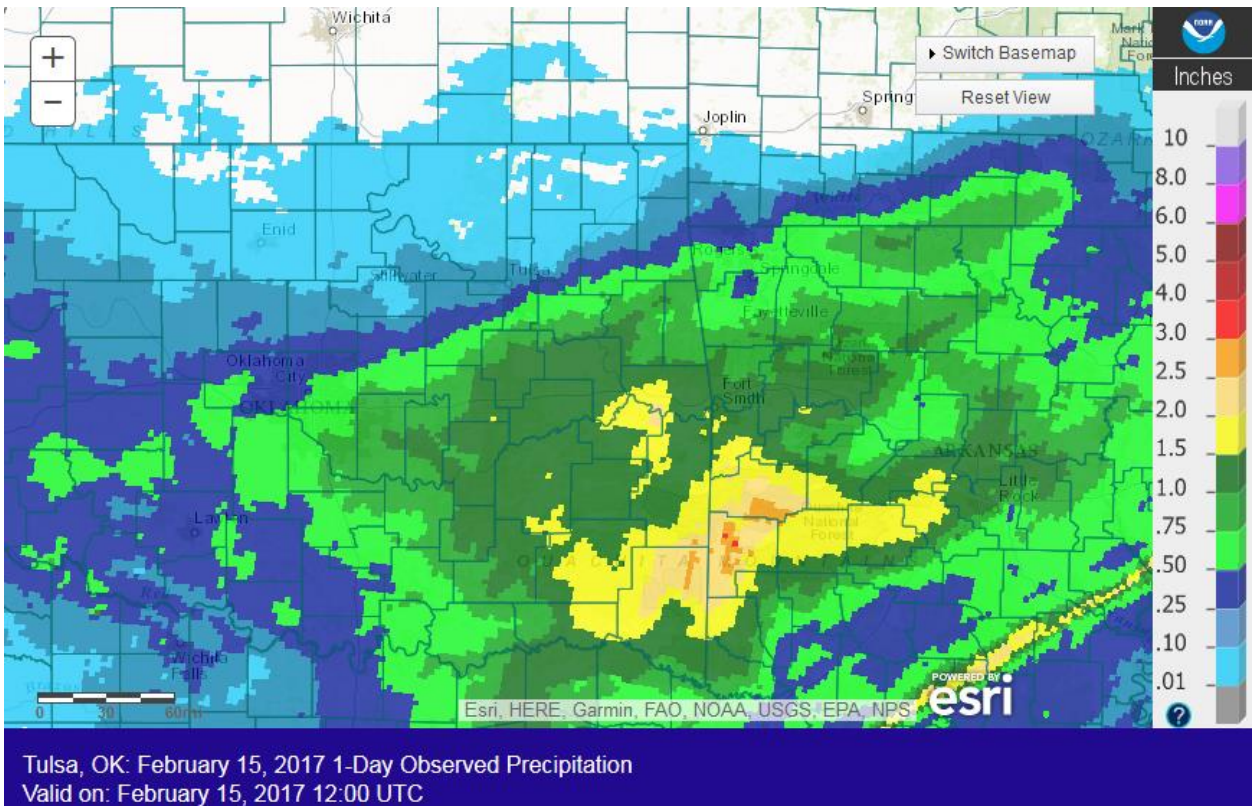 Wichita
+
−
Switch Basemap
Reset View
NOAA
Inches
10
8.0
6.0
5.0
4.0
3.0
2.5
2.0
1.5
1.0
.75
.50
.25
.10
.01
?
Joplin
Spring
OZAR
Enid
Stillwater
Tulsa
Rogers
Springdale
Fayetteville
Oklahoma
City
OKLAHOMA
Fort
Smith
ARKANSAS
Little
Rock
National
Forest
Lawton
OUACHITA MOUNTAINS
Wichita
Falls
0 30 60mi
Esri, HERE, Garmin, FAO, NOAA, USGS, EPA, NPS
POWERED BY
esri
Tulsa, OK: February 15, 2017 1-Day Observed Precipitation
Valid on: February 15, 2017 12:00 UTC